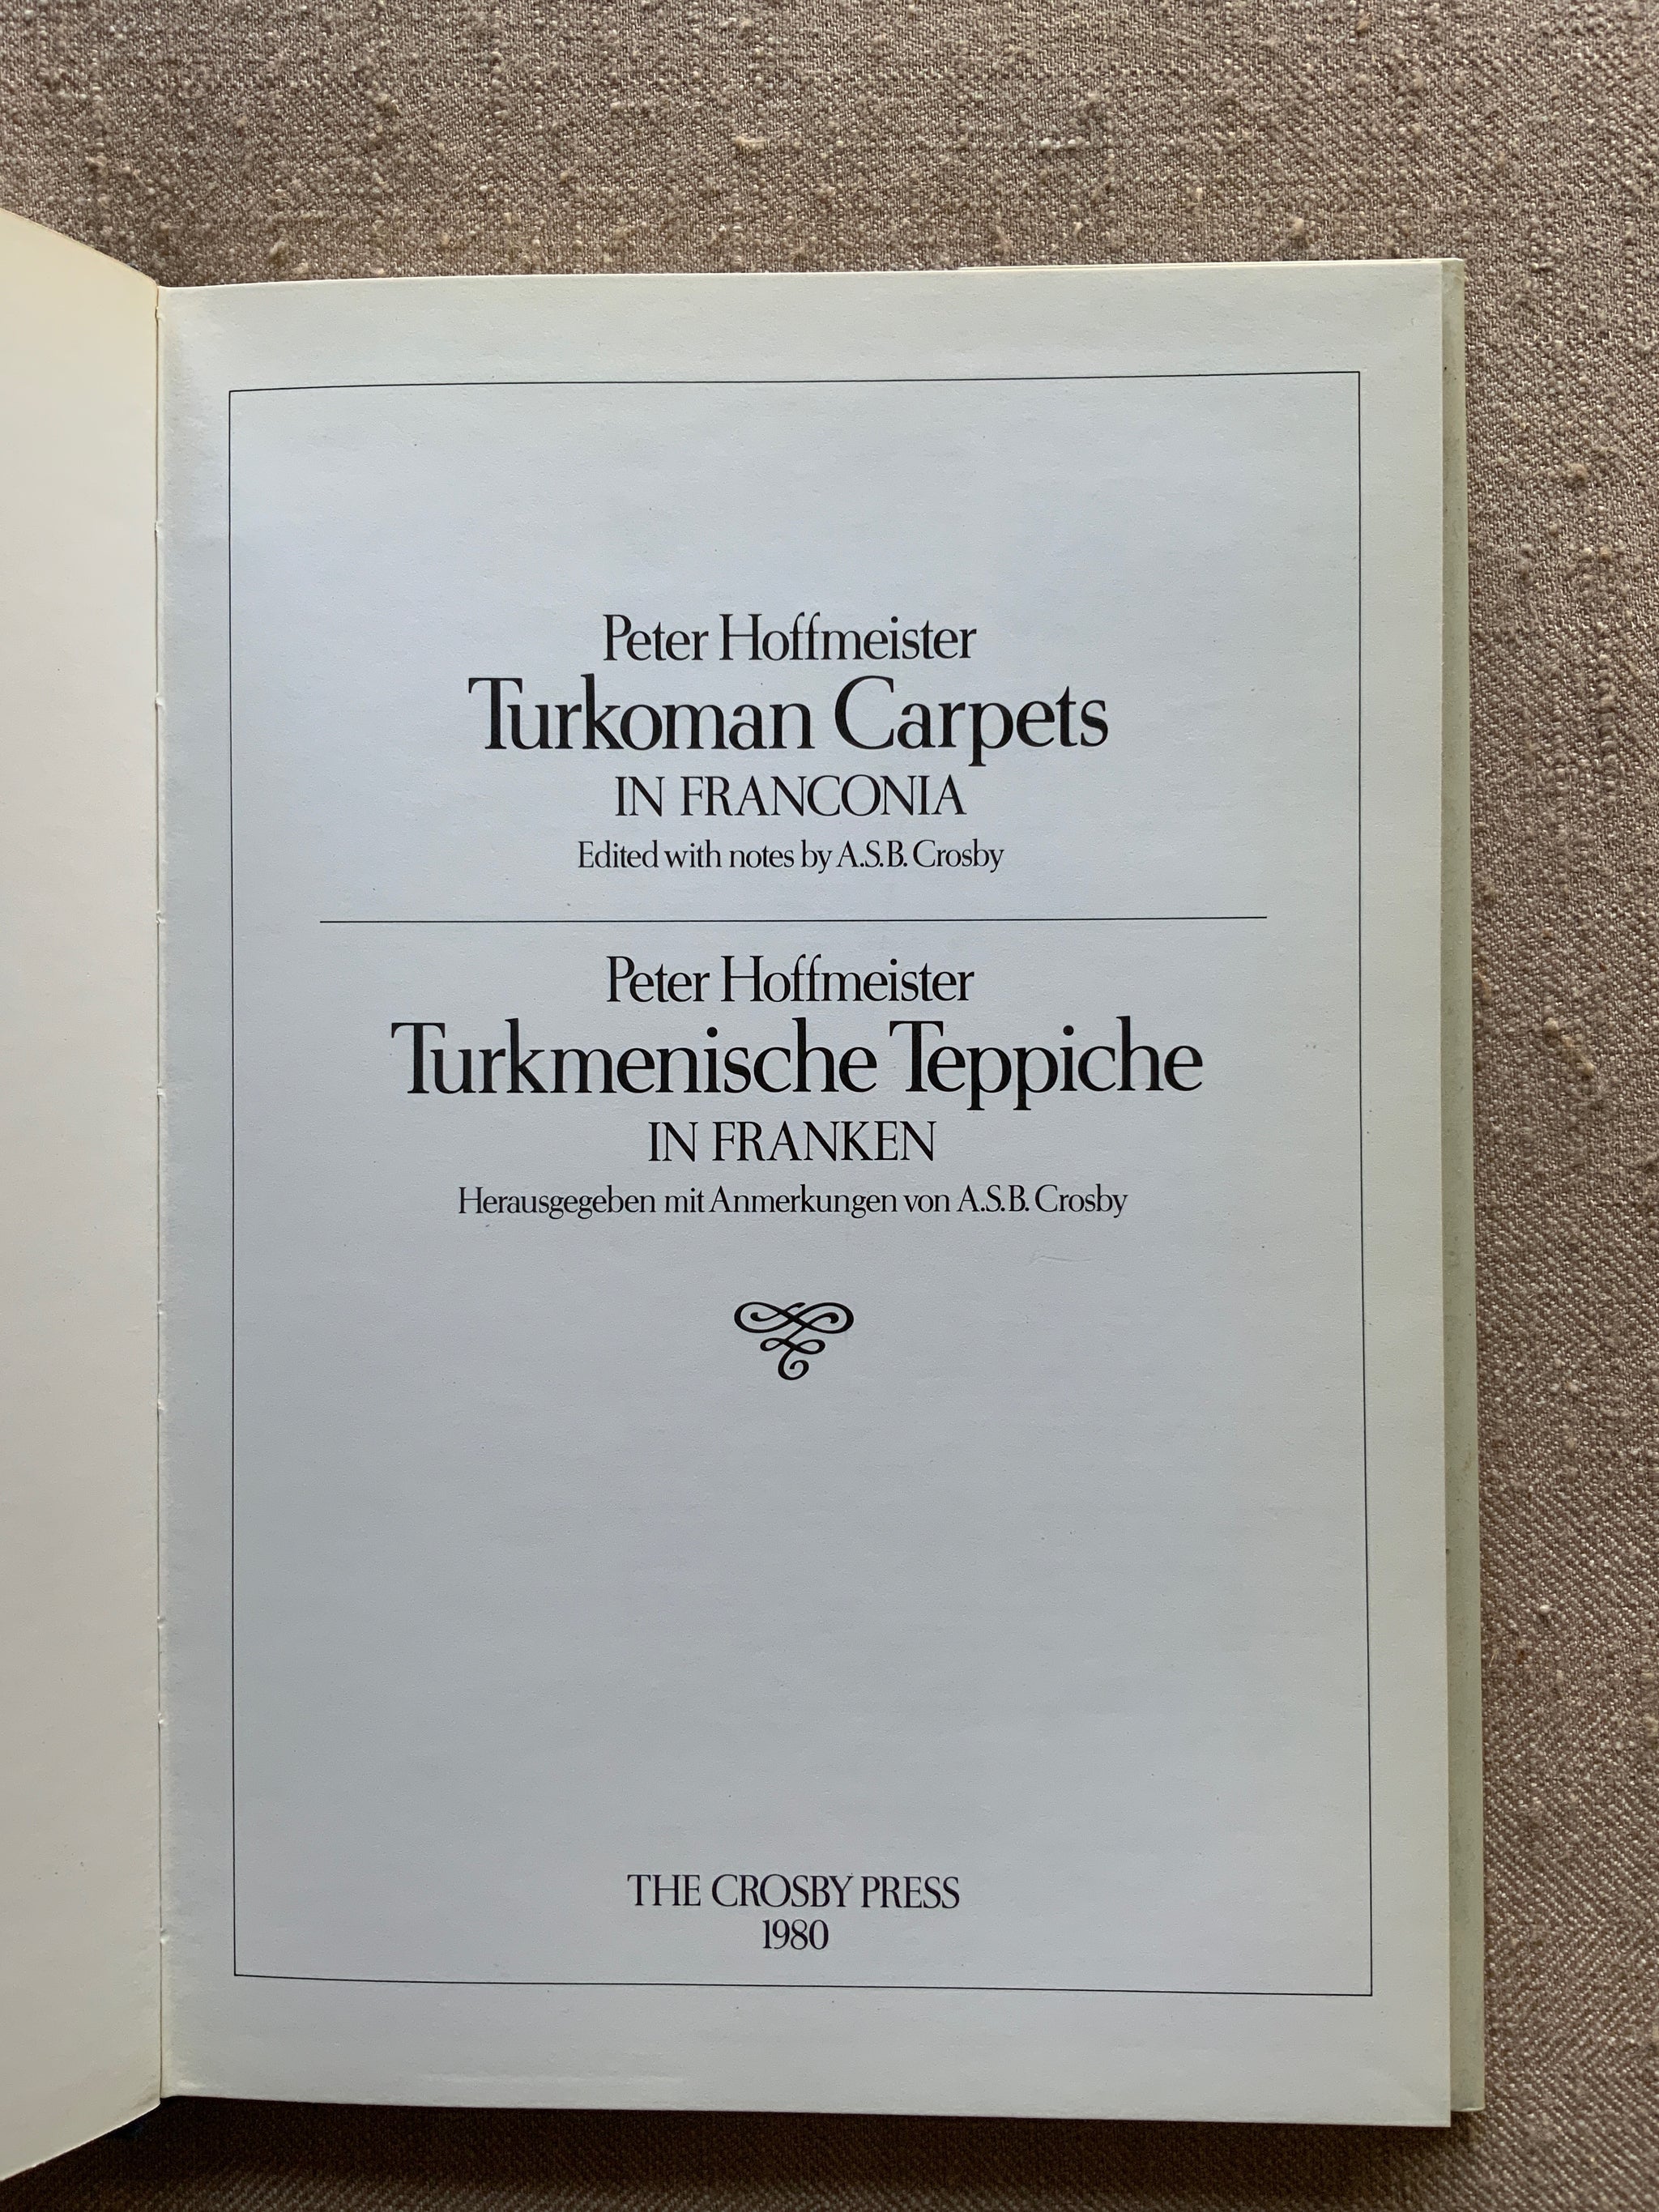 Peter Hoffmeister
Turkoman Carpets
IN FRANCONIA
Edited with notes by A.S.B. Crosby
Peter Hoffmeister
Turkmenische Teppiche
IN FRANKEN
Herausgegeben mit Anmerkungen von A.S.B. Crosby
THE CROSBY PRESS
1980